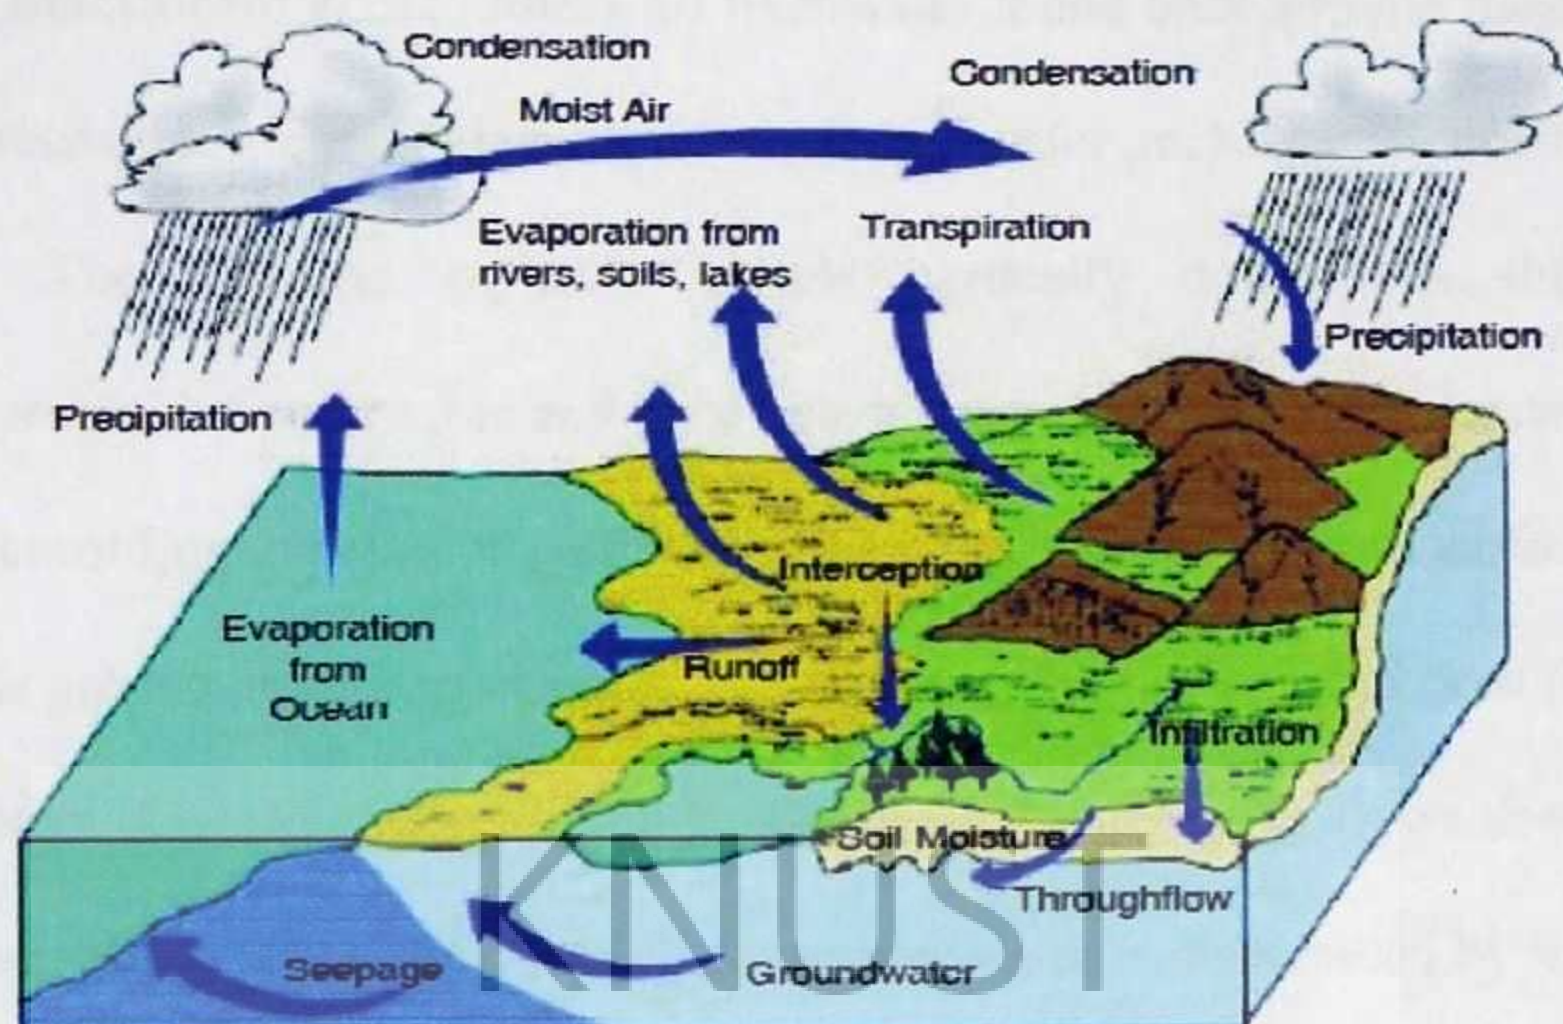 Condensation
Condensation
Moist Air
Evaporation from
rivers, soils, lakes
Transpiration
Precipitation
Precipitation
Interception
Evaporation
from
Ocean
Runoff
Infiltration
Soil Moisture
Throughflow
Seepage
Groundwater
KNUST